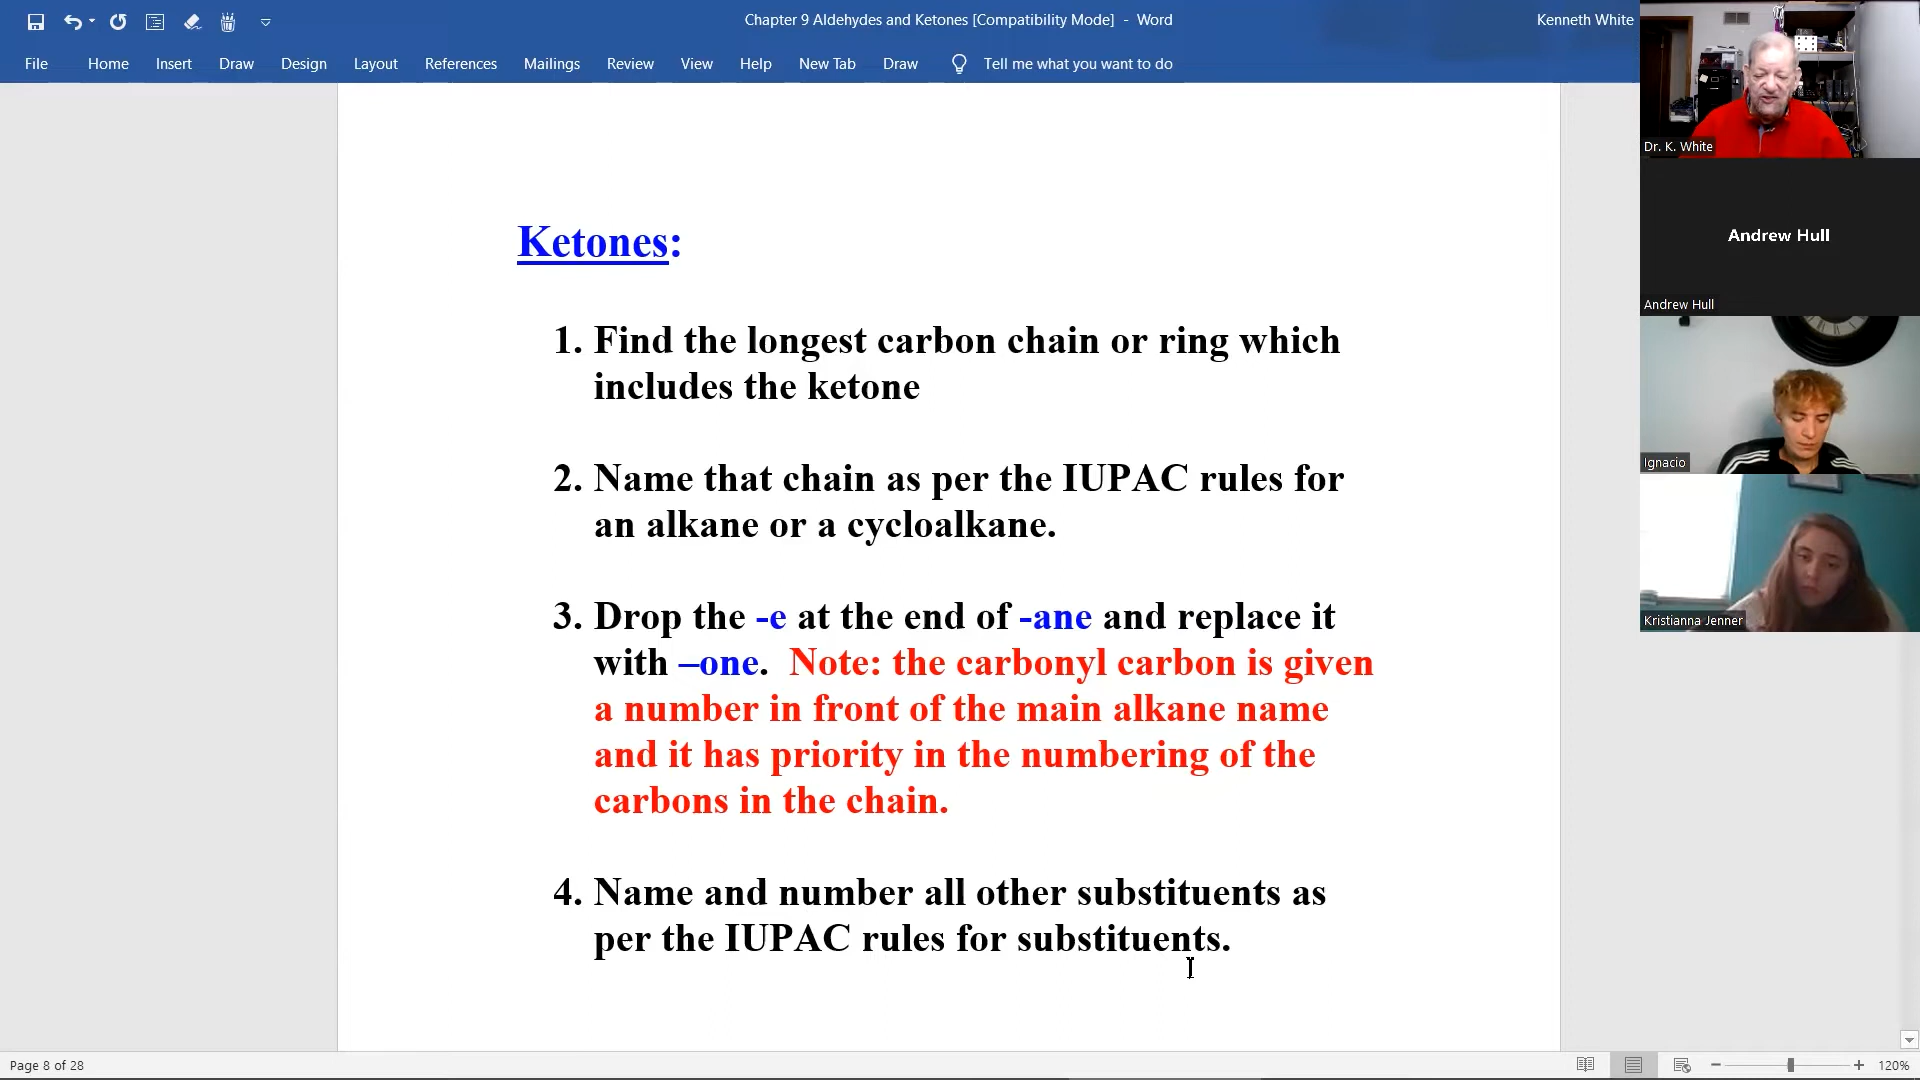 Chapter 9 Aldehydes and Ketones [Compatibility Mode] - Word
Kenneth White
File Home Insert Draw Design Layout References Mailings Review View Help New Tab Draw Tell me what you want to do
Ketones:
1. Find the longest carbon chain or ring which
includes the ketone
2. Name that chain as per the IUPAC rules for
an alkane or a cycloalkane.
3. Drop the -e at the end of -ane and replace it
with –one. Note: the carbonyl carbon is given
a number in front of the main alkane name
and it has priority in the numbering of the
carbons in the chain.
4. Name and number all other substituents as
per the IUPAC rules for substituents.
Dr. K. White
Andrew Hull
Andrew Hull
Ignacio
Kristianna Jenner
Page 8 of 28
120%